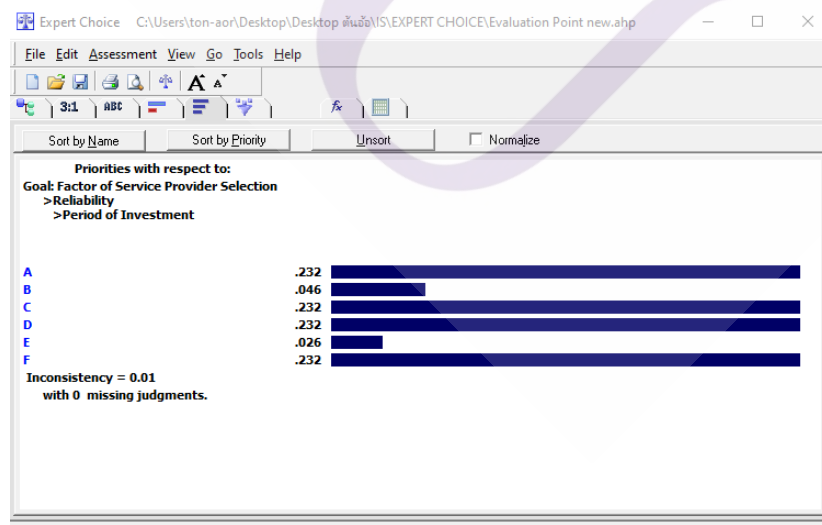 Expert Choice C:\Users\ton-aor\Desktop\Desktop ต้นอ้อ\IS\EXPERT CHOICE\Evaluation Point new.ahp
File Edit Assessment View Go Tools Help
A A
3:1 ABC fx
Sort by Name Sort by Priority Unsort Normalize
Priorities with respect to:
Goal: Factor of Service Provider Selection
>Reliability
>Period of Investment
A .232
B .046
C .232
D .232
E .026
F .232
Inconsistency = 0.01
with 0 missing judgments.